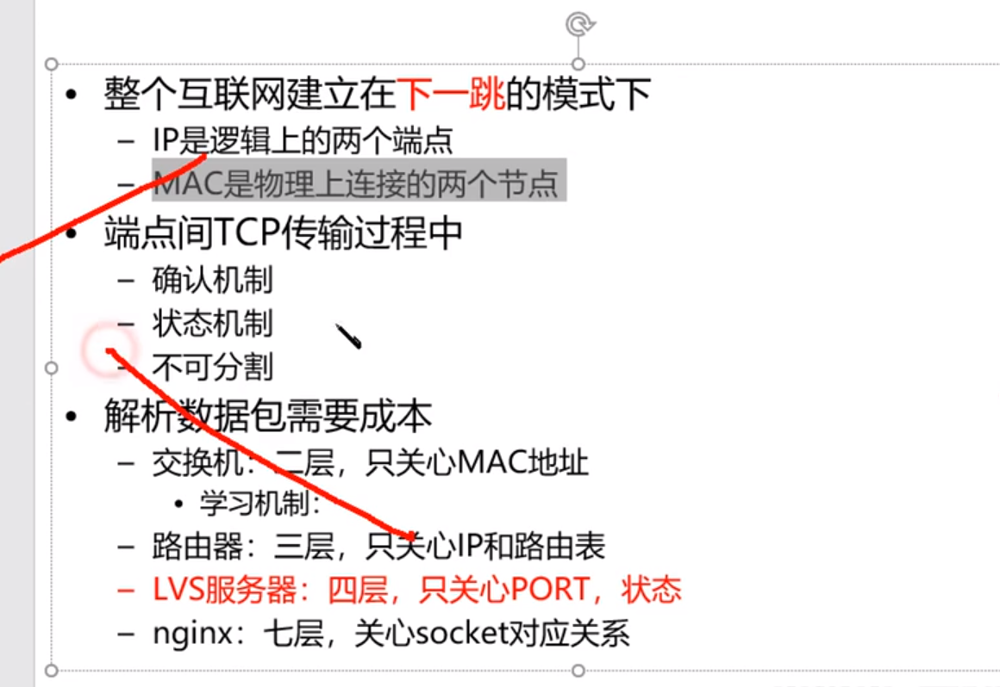 • 整个互联网建立在下一跳的模式下
– IP是逻辑上的两个端点
– MAC是物理上连接的两个节点
• 端点间TCP传输过程中
– 确认机制
– 状态机制
– 不可分割
• 解析数据包需要成本
– 交换机：二层，只关心MAC地址
• 学习机制：
– 路由器：三层，只关心IP和路由表
– LVS服务器：四层，只关心PORT，状态
– nginx：七层，关心socket对应关系